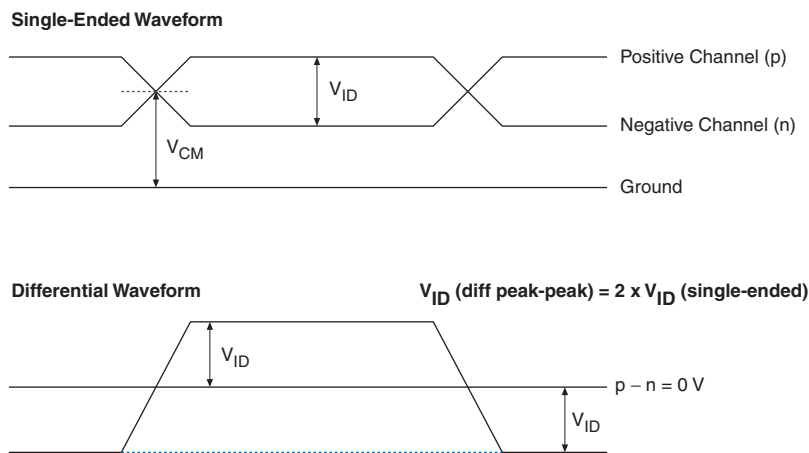 Single-Ended Waveform
Positive Channel (p)
V_ID
Negative Channel (n)
V_CM
Ground
Differential Waveform
V_ID (diff peak-peak) = 2 x V_ID (single-ended)
V_ID
p – n = 0 V
V_ID